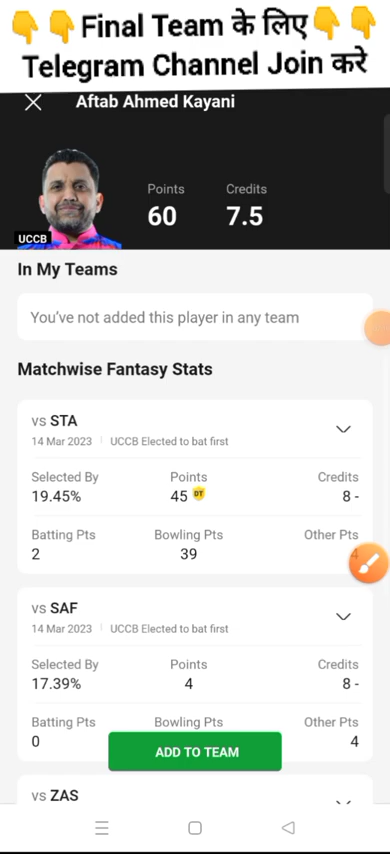 👇👇Final Team के लिए👇👇
Telegram Channel Join करे
Aftab Ahmed Kayani
Points
Credits
60
7.5
UCCB
In My Teams
You've not added this player in any team
Matchwise Fantasy Stats
vs STA
14 Mar 2023 | UCCB Elected to bat first
Selected By
Points
Credits
19.45%
45 DT
8 -
Batting Pts
Bowling Pts
Other Pts
2
39
4
vs SAF
14 Mar 2023 | UCCB Elected to bat first
Selected By
Points
Credits
17.39%
4
8 -
Batting Pts
Bowling Pts
Other Pts
0
4
ADD TO TEAM
vs ZAS